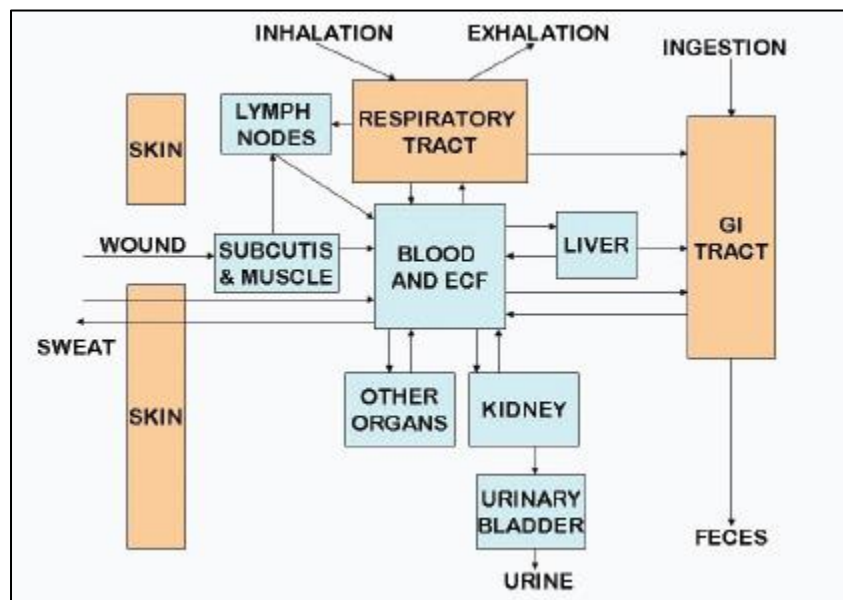 INHALATION
EXHALATION
INGESTION
LYMPH
NODES
RESPIRATORY
TRACT
SKIN
GI
TRACT
WOUND
SUBCUTIS
& MUSCLE
BLOOD
AND ECF
LIVER
SWEAT
SKIN
OTHER
ORGANS
KIDNEY
URINARY
BLADDER
FECES
URINE